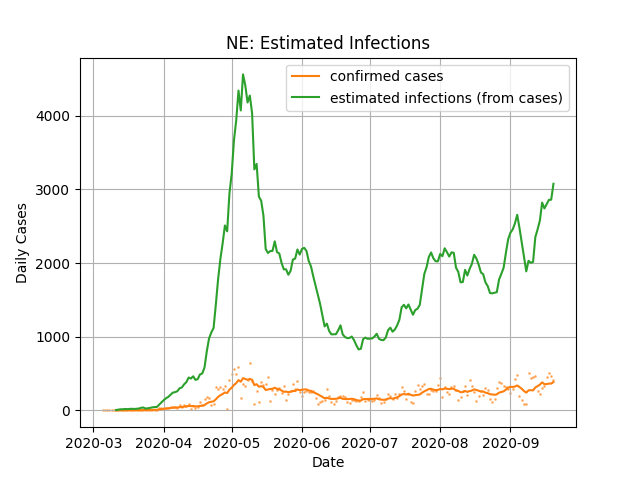 NE: Estimated Infections
confirmed cases
estimated infections (from cases)
Daily Cases
4000
3000
2000
1000
0
2020-03 2020-04 2020-05 2020-06 2020-07 2020-08 2020-09
Date